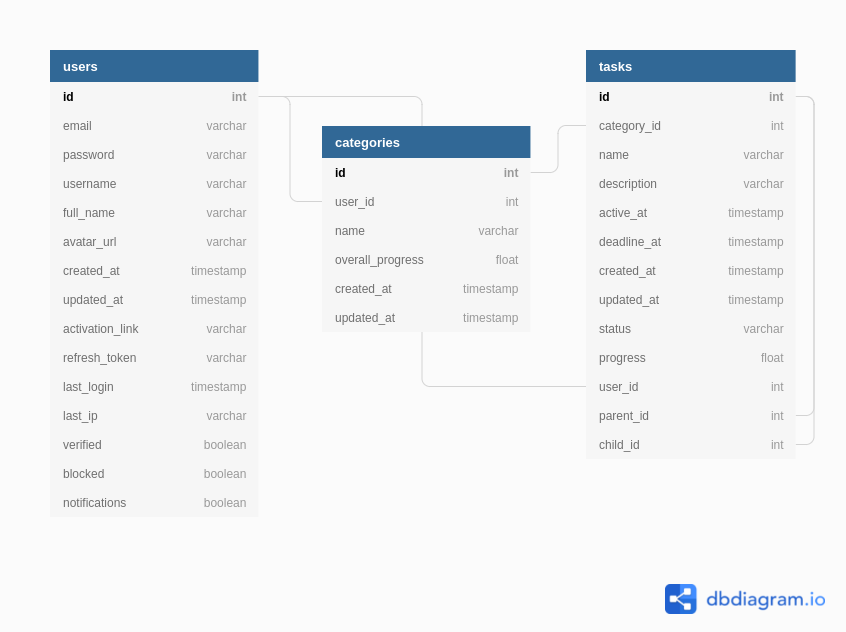 users
id int
email varchar
password varchar
username varchar
full_name varchar
avatar_url varchar
created_at timestamp
updated_at timestamp
activation_link varchar
refresh_token varchar
last_login timestamp
last_ip varchar
verified boolean
blocked boolean
notifications boolean
categories
id int
user_id int
name varchar
overall_progress float
created_at timestamp
updated_at timestamp
tasks
id int
category_id int
name varchar
description varchar
active_at timestamp
deadline_at timestamp
created_at timestamp
updated_at timestamp
status varchar
progress float
user_id int
parent_id int
child_id int
dbdiagram.io